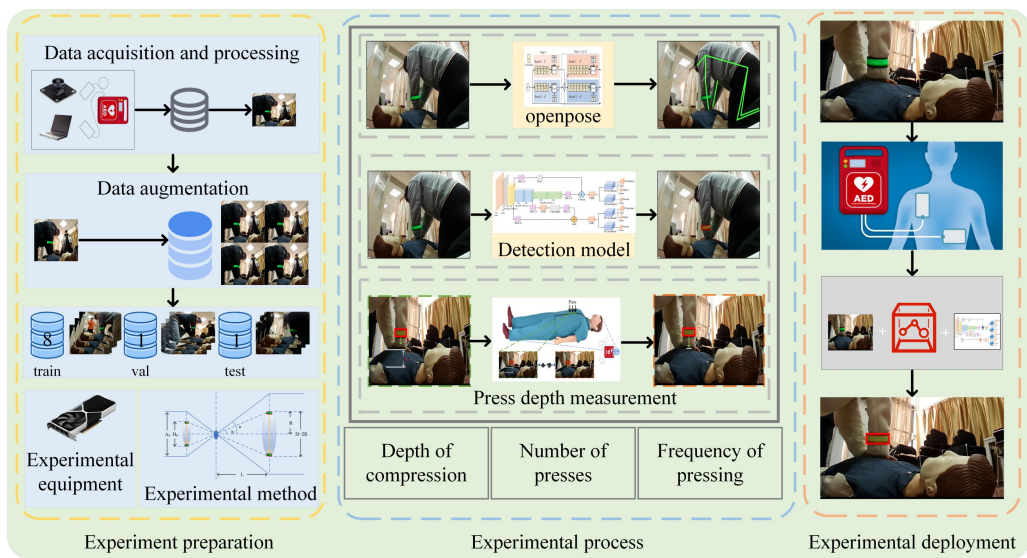 Data acquisition and processing
Data augmentation
8
1
1
train
val
test
Experimental
equipment
Experimental method
Experiment preparation
openpose
Detection model
Press
Press depth measurement
Depth of
compression
Number of
presses
Frequency of
pressing
Experimental process
AED
+
+
Experimental deployment